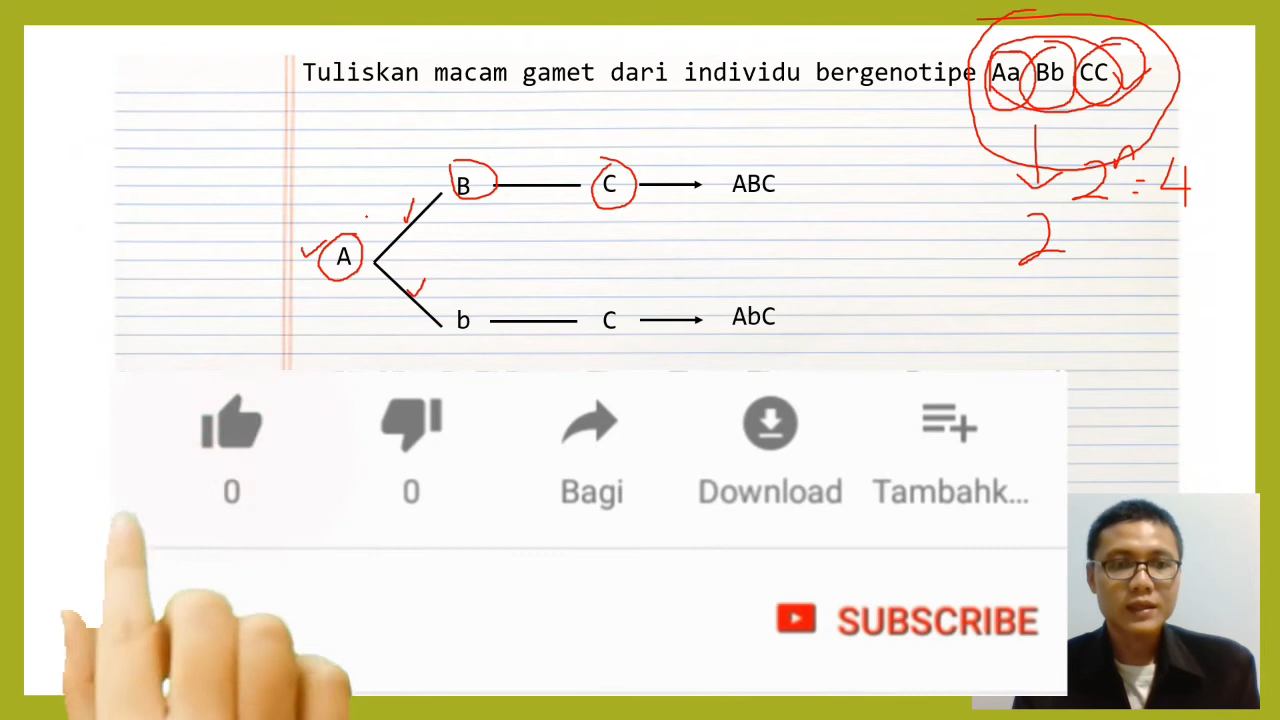 Tuliskan macam gamet dari individu bergenotipe Aa Bb CC
2ⁿ = 4
2
B C ABC
A
b C AbC
0 0 Bagi Download Tambahk...
SUBSCRIBE